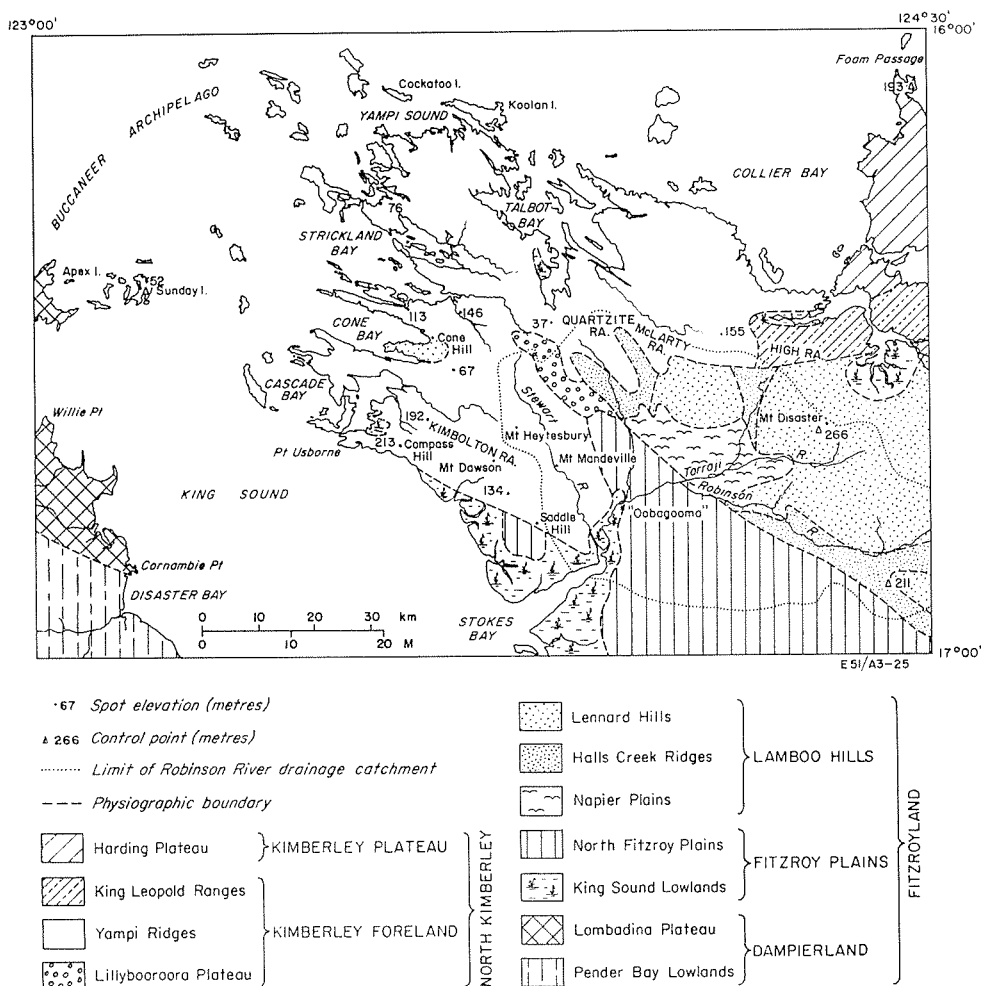 123°00'
124°30'
16°00'
Foam Passage
193
Cockatoo I.
Koolan I.
YAMPI SOUND
BUCCANEER ARCHIPELAGO
COLLIER BAY
TALBOT
BAY
76
STRICKLAND
BAY
Apex I.
52
Sunday I.
113
146
37
QUARTZITE
RA.
McLARTY
RA.
155
HIGH RA.
CONE
BAY
Cone
Hill
67
CASCADE
BAY
Willie Pt
Stewart
R
Mt Disaster
266
192
KIMBOLTON RA.
Mt Heytesbury
213
Compass
Hill
Pt Usborne
Mt Dawson
Mt Mandeville
Tarraji
R.
KING SOUND
134
Robinson
R
"Oobagooma"
Saddle
Hill
Cornambie Pt
211
DISASTER BAY
0 10 20 30 km
0 10 20 M
STOKES
BAY
17°00'
E51/A3-25
·67 Spot elevation (metres)
266 Control point (metres)
Limit of Robinson River drainage catchment
Physiographic boundary
Harding Plateau
KIMBERLEY PLATEAU
King Leopold Ranges
Yampi Ridges
KIMBERLEY FORELAND
Lillybooroora Plateau
NORTH KIMBERLEY
Lennard Hills
Halls Creek Ridges
LAMBOO HILLS
Napier Plains
North Fitzroy Plains
FITZROY PLAINS
King Sound Lowlands
Lombadina Plateau
DAMPIERLAND
Pender Bay Lowlands
FITZROYLAND